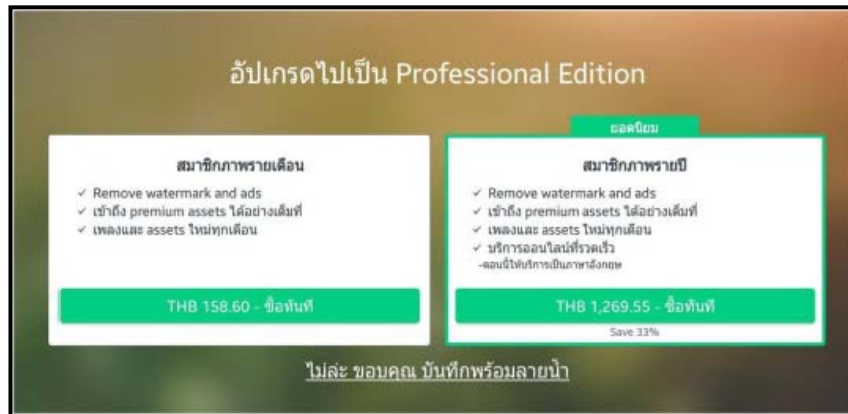 อัปเกรดไปเป็น Professional Edition
สมาชิกภาพรายเดือน
✓ Remove watermark and ads
✓ เข้าถึง premium assets ได้อย่างเต็มที่
✓ เพลงและ assets ใหม่ทุกเดือน
THB 158.60 - ซื้อทันที
ยอดนิยม
สมาชิกภาพรายปี
✓ Remove watermark and ads
✓ เข้าถึง premium assets ได้อย่างเต็มที่
✓ เพลงและ assets ใหม่ทุกเดือน
✓ บริการออนไลน์ที่รวดเร็ว
-ตอนนี้ให้บริการเป็นภาษาอังกฤษ
THB 1,269.55 - ซื้อทันที
Save 33%
ไม่ล่ะ ขอบคุณ บันทึกพร้อมลายน้ำ